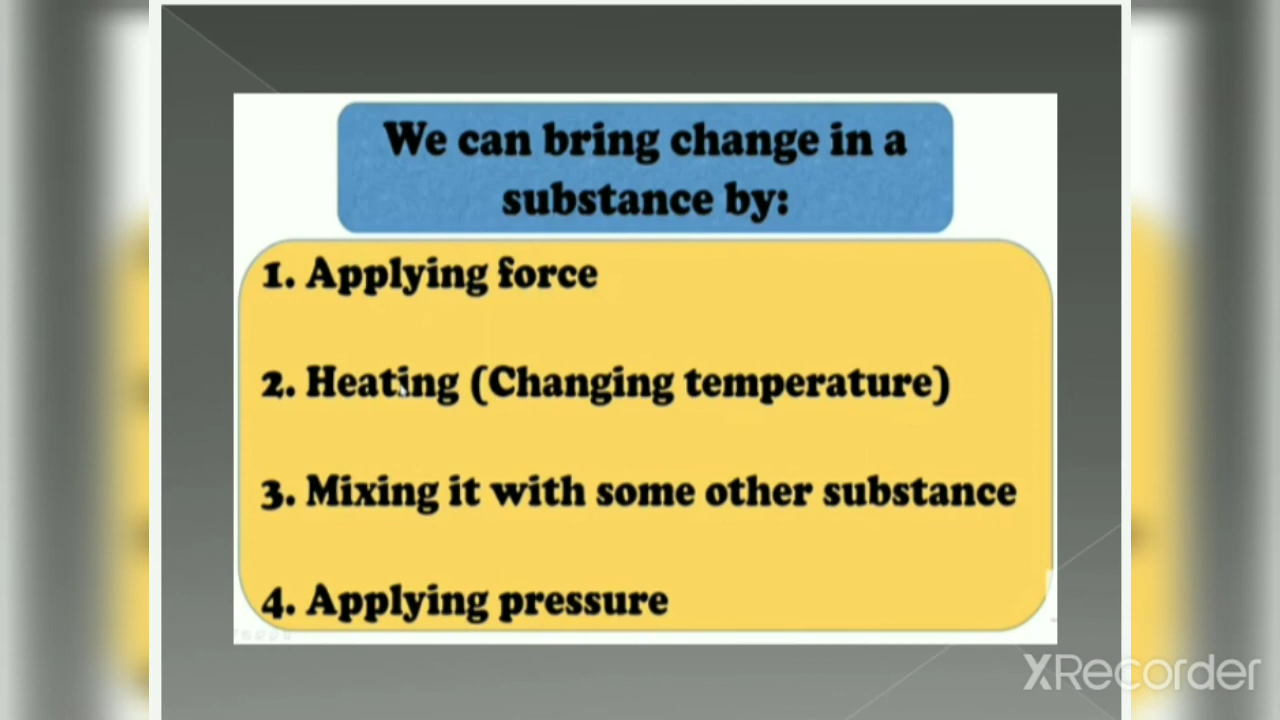 We can bring change in a
substance by:
1. Applying force
2. Heating (Changing temperature)
3. Mixing it with some other substance
4. Applying pressure
XRecorder